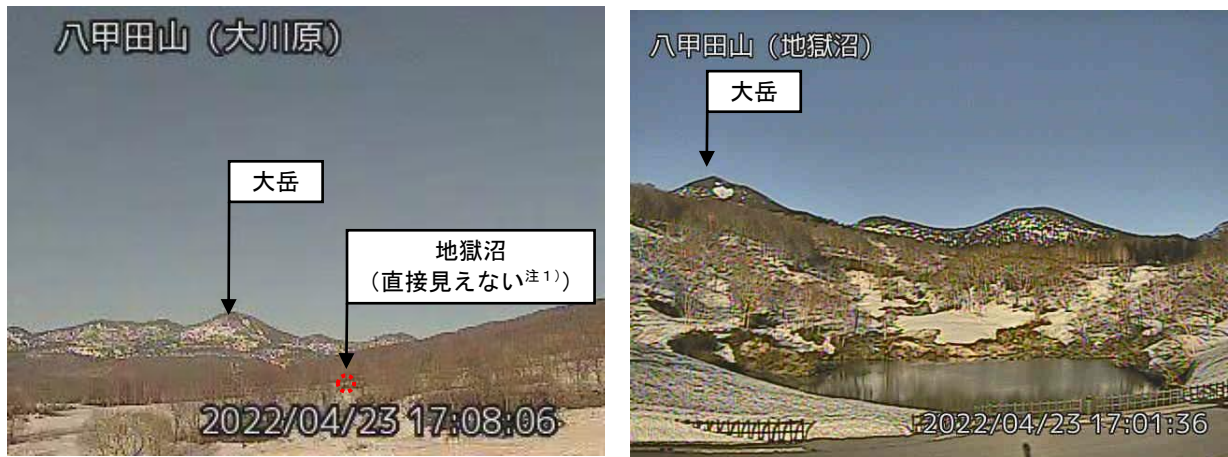 八甲田山（大川原）
大岳
地獄沼
（直接見えない注１））
2022/04/23 17:08:06
八甲田山（地獄沼）
大岳
2022/04/23 17:01:36